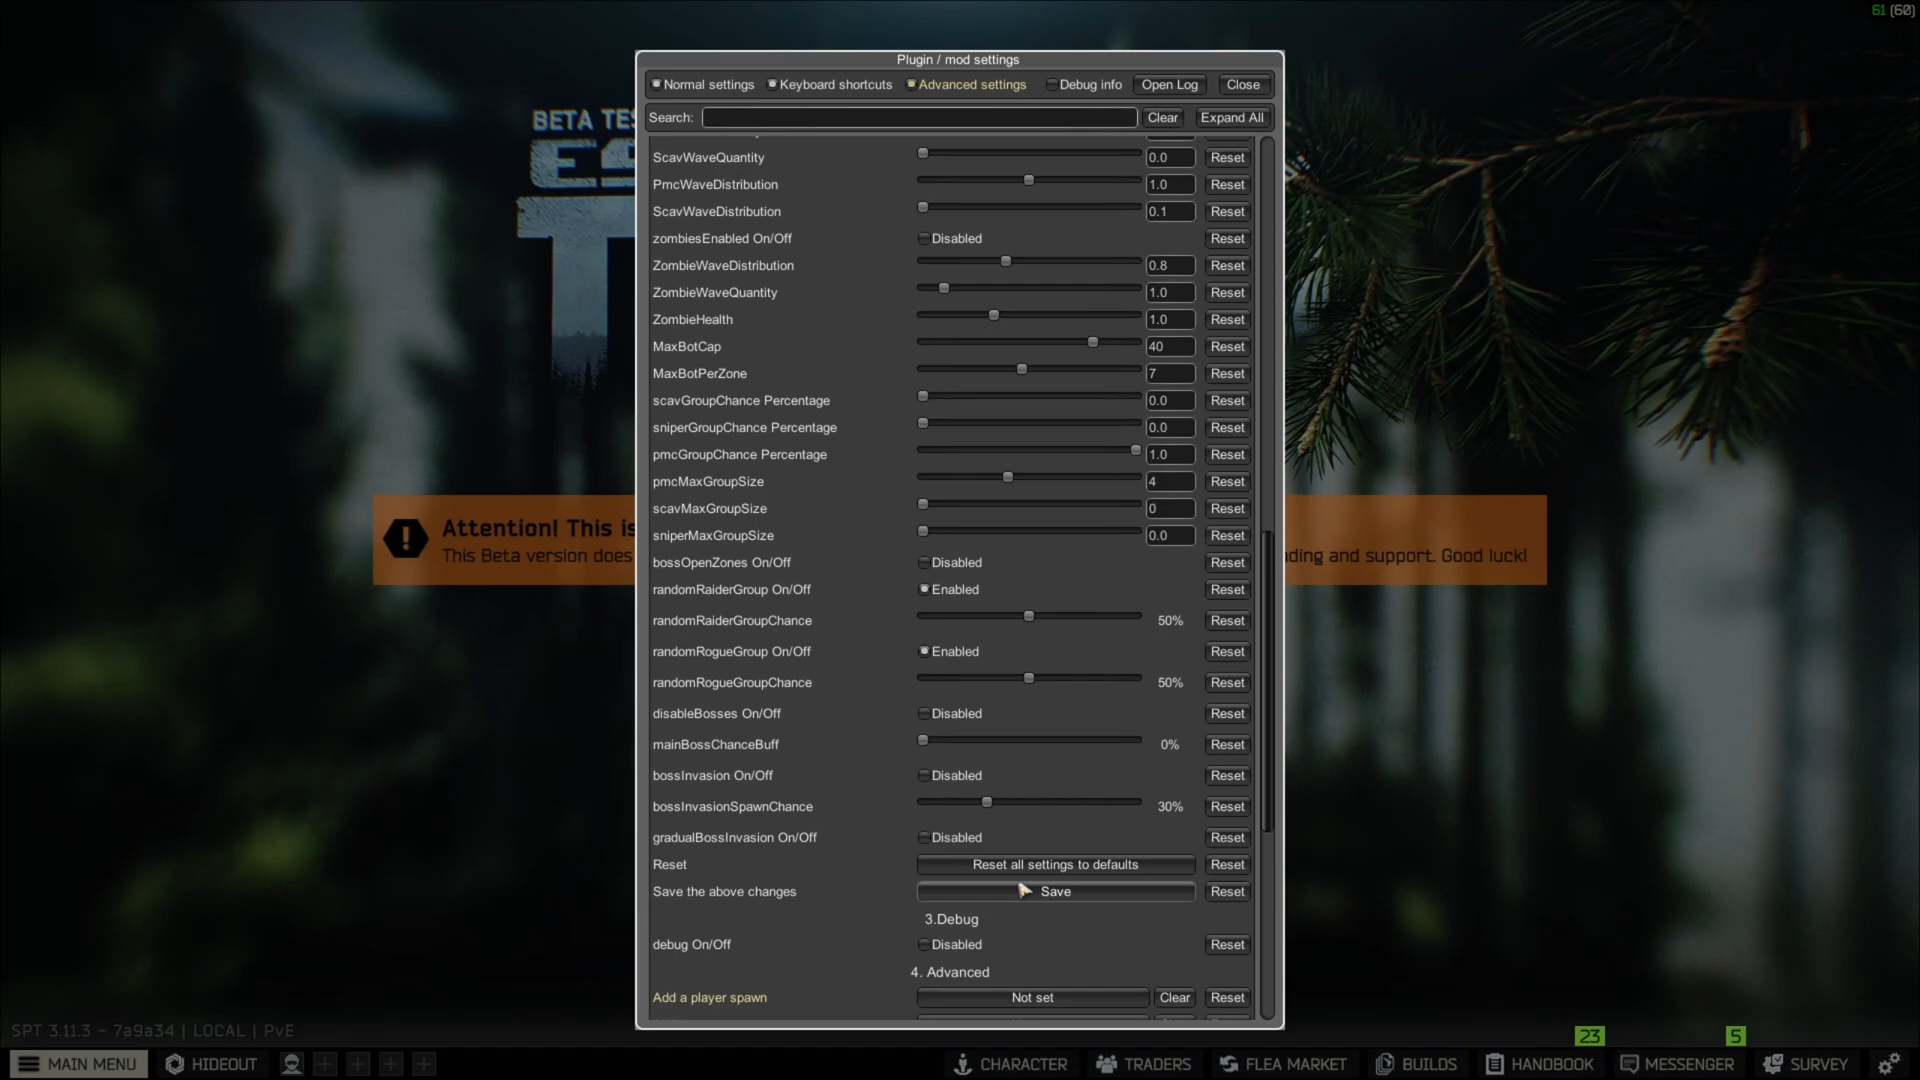 61 (60)
Plugin / mod settings
Normal settings Keyboard shortcuts Advanced settings Debug info Open Log Close
Search: Clear Expand All
ScavWaveQuantity 0.0 Reset
PmcWaveDistribution 1.0 Reset
ScavWaveDistribution 0.1 Reset
zombiesEnabled On/Off Disabled Reset
ZombieWaveDistribution 0.8 Reset
ZombieWaveQuantity 1.0 Reset
ZombieHealth 1.0 Reset
MaxBotCap 40 Reset
MaxBotPerZone 7 Reset
scavGroupChance Percentage 0.0 Reset
sniperGroupChance Percentage 0.0 Reset
pmcGroupChance Percentage 1.0 Reset
pmcMaxGroupSize 4 Reset
scavMaxGroupSize 0 Reset
sniperMaxGroupSize 0.0 Reset
bossOpenZones On/Off Disabled Reset
randomRaiderGroup On/Off Enabled Reset
randomRaiderGroupChance 50% Reset
randomRogueGroup On/Off Enabled Reset
randomRogueGroupChance 50% Reset
disableBosses On/Off Disabled Reset
mainBossChanceBuff 0% Reset
bossInvasion On/Off Disabled Reset
bossInvasionSpawnChance 30% Reset
gradualBossInvasion On/Off Disabled Reset
Reset Reset all settings to defaults Reset
Save the above changes Save Reset
3.Debug
debug On/Off Disabled Reset
4. Advanced
Add a player spawn Not set Clear Reset
BETA TES
ES
T
Attention! This is
This Beta version does nding and support. Good luck!
SPT 3.11.3 - 7a9a34 | LOCAL | PvE
23 5
MAIN MENU HIDEOUT CHARACTER TRADERS FLEA MARKET BUILDS HANDBOOK MESSENGER SURVEY